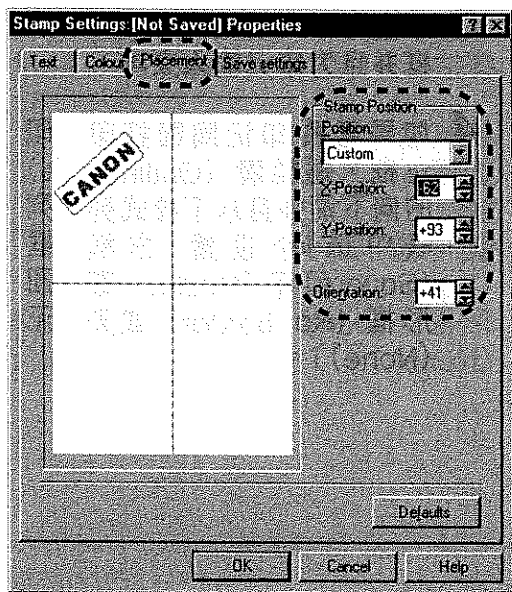 Stamp Settings:[Not Saved] Properties
Text Colour Placement Save settings
CANON
Stamp Position
Position:
Custom
X-Position: -62
Y-Position: +93
Orientation: +41
Defaults
OK Cancel Help